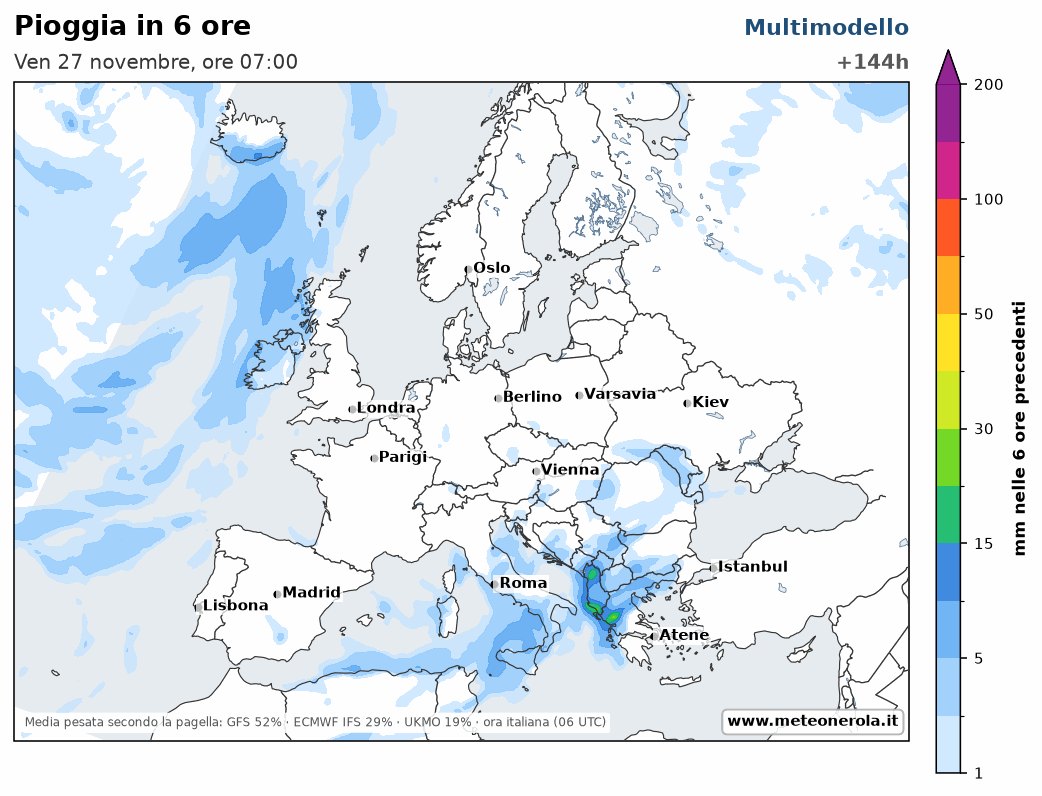 Pioggia in 6 ore
Multimodello
Ven 27 novembre, ore 07:00
+144h
200
100
50
30
15
5
1
mm nelle 6 ore precedenti
Oslo
Berlino
Varsavia
Kiev
Londra
Parigi
Vienna
Istanbul
Roma
Madrid
Lisbona
Atene
Media pesata secondo la pagella: GFS 52% · ECMWF IFS 29% · UKMO 19% · ora italiana (06 UTC)
www.meteonerola.it